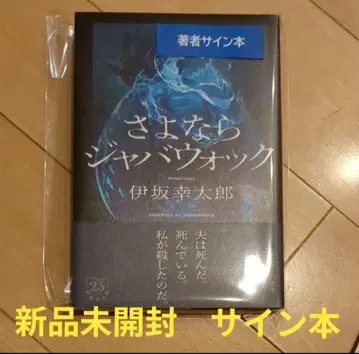 著者サイン本
さよなら
ジャバウォック
伊坂幸太郎
夫は死んだ。
死んでいる。
私が殺したのだ。
25
新品未開封 サイン本